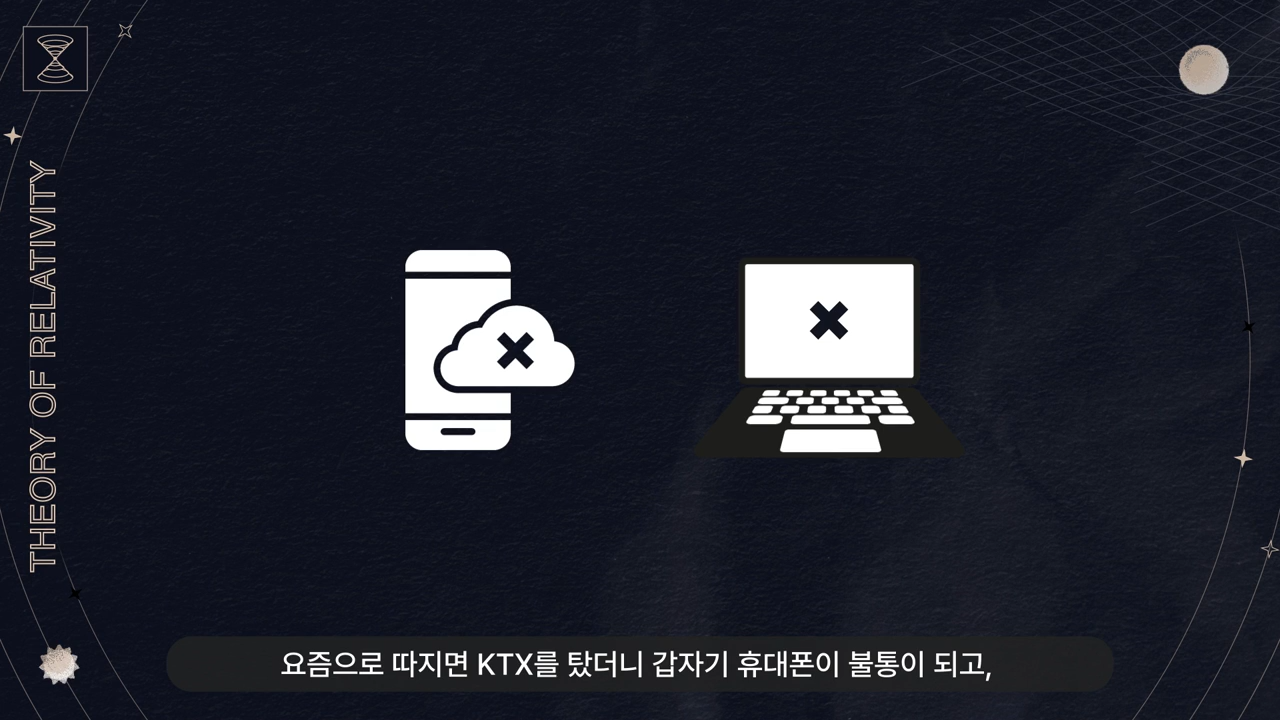 THEORY OF RELATIVITY
요즘으로 따지면 KTX를 탔더니 갑자기 휴대폰이 불통이 되고,